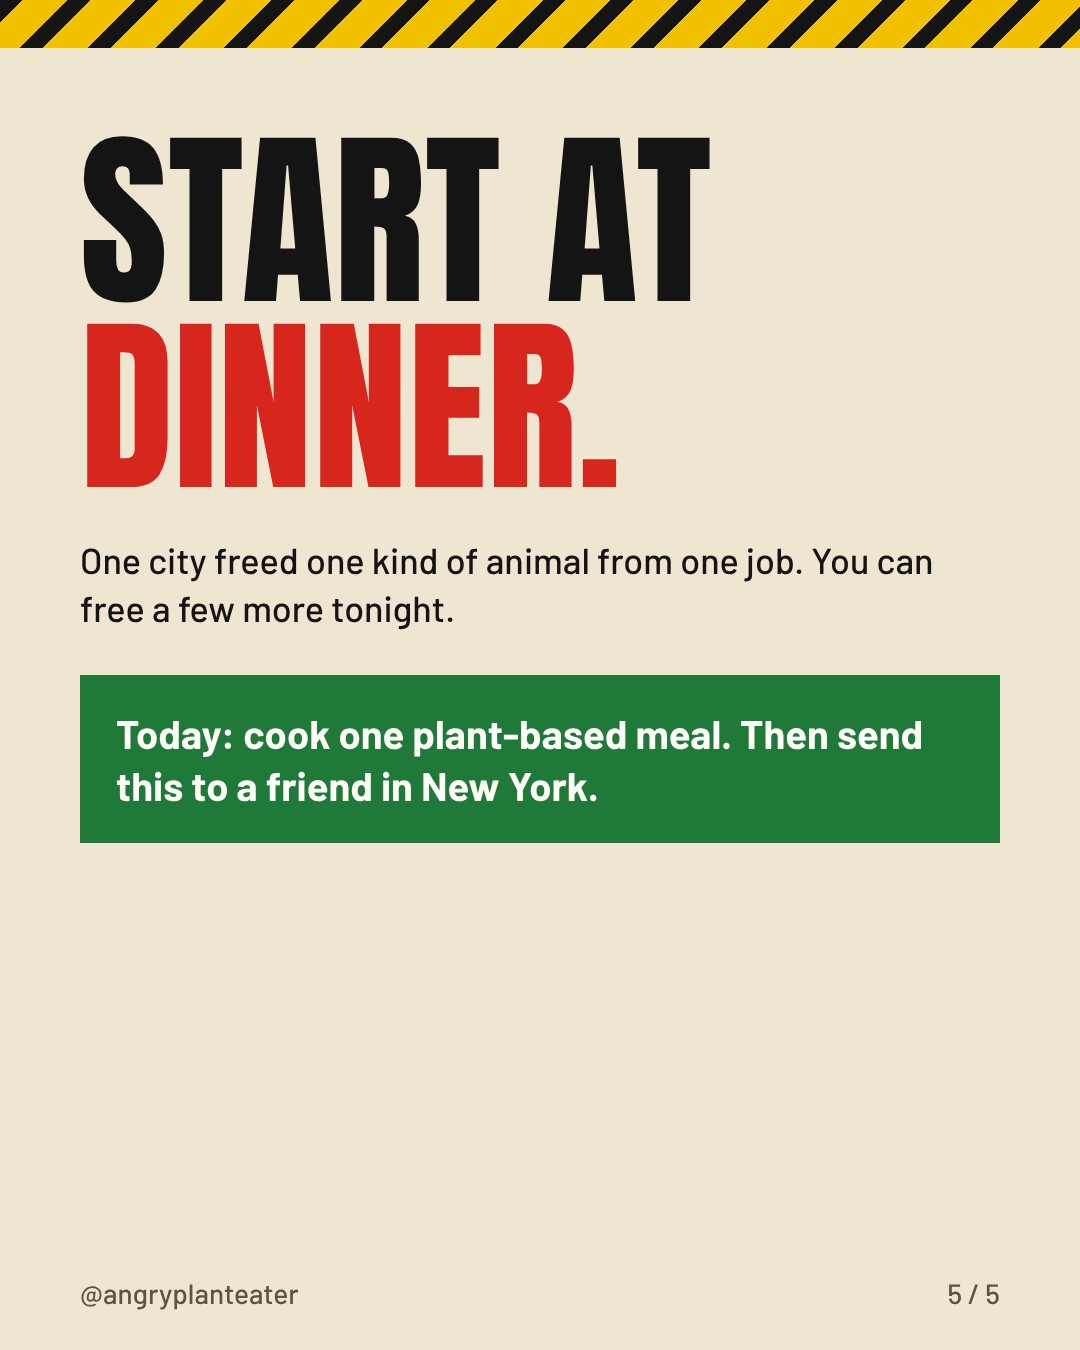 START AT
DINNER.
One city freed one kind of animal from one job. You can
free a few more tonight.
Today: cook one plant-based meal. Then send
this to a friend in New York.
@angryplanteater
5 / 5